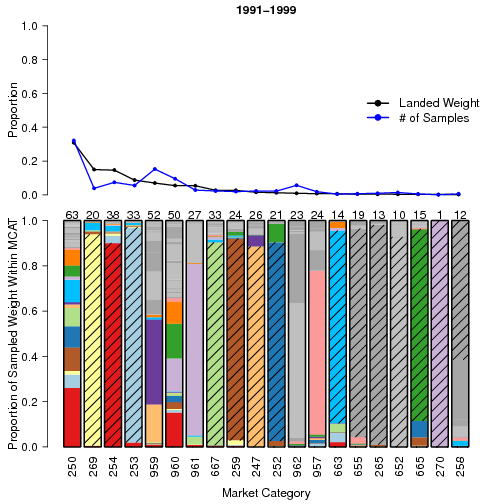 1991–1999
Proportion
1.0
0.8
0.6
0.4
0.2
0.0
Landed Weight
# of Samples
63 20 38 33 52 50 27 33 24 26 21 23 24 14 19 13 10 15 1 12
Proportion of Sampled Weight Within MCAT
1.0
0.8
0.6
0.4
0.2
0.0
250 269 254 253 959 960 961 667 259 247 252 962 957 663 655 265 652 665 270 258
Market Category